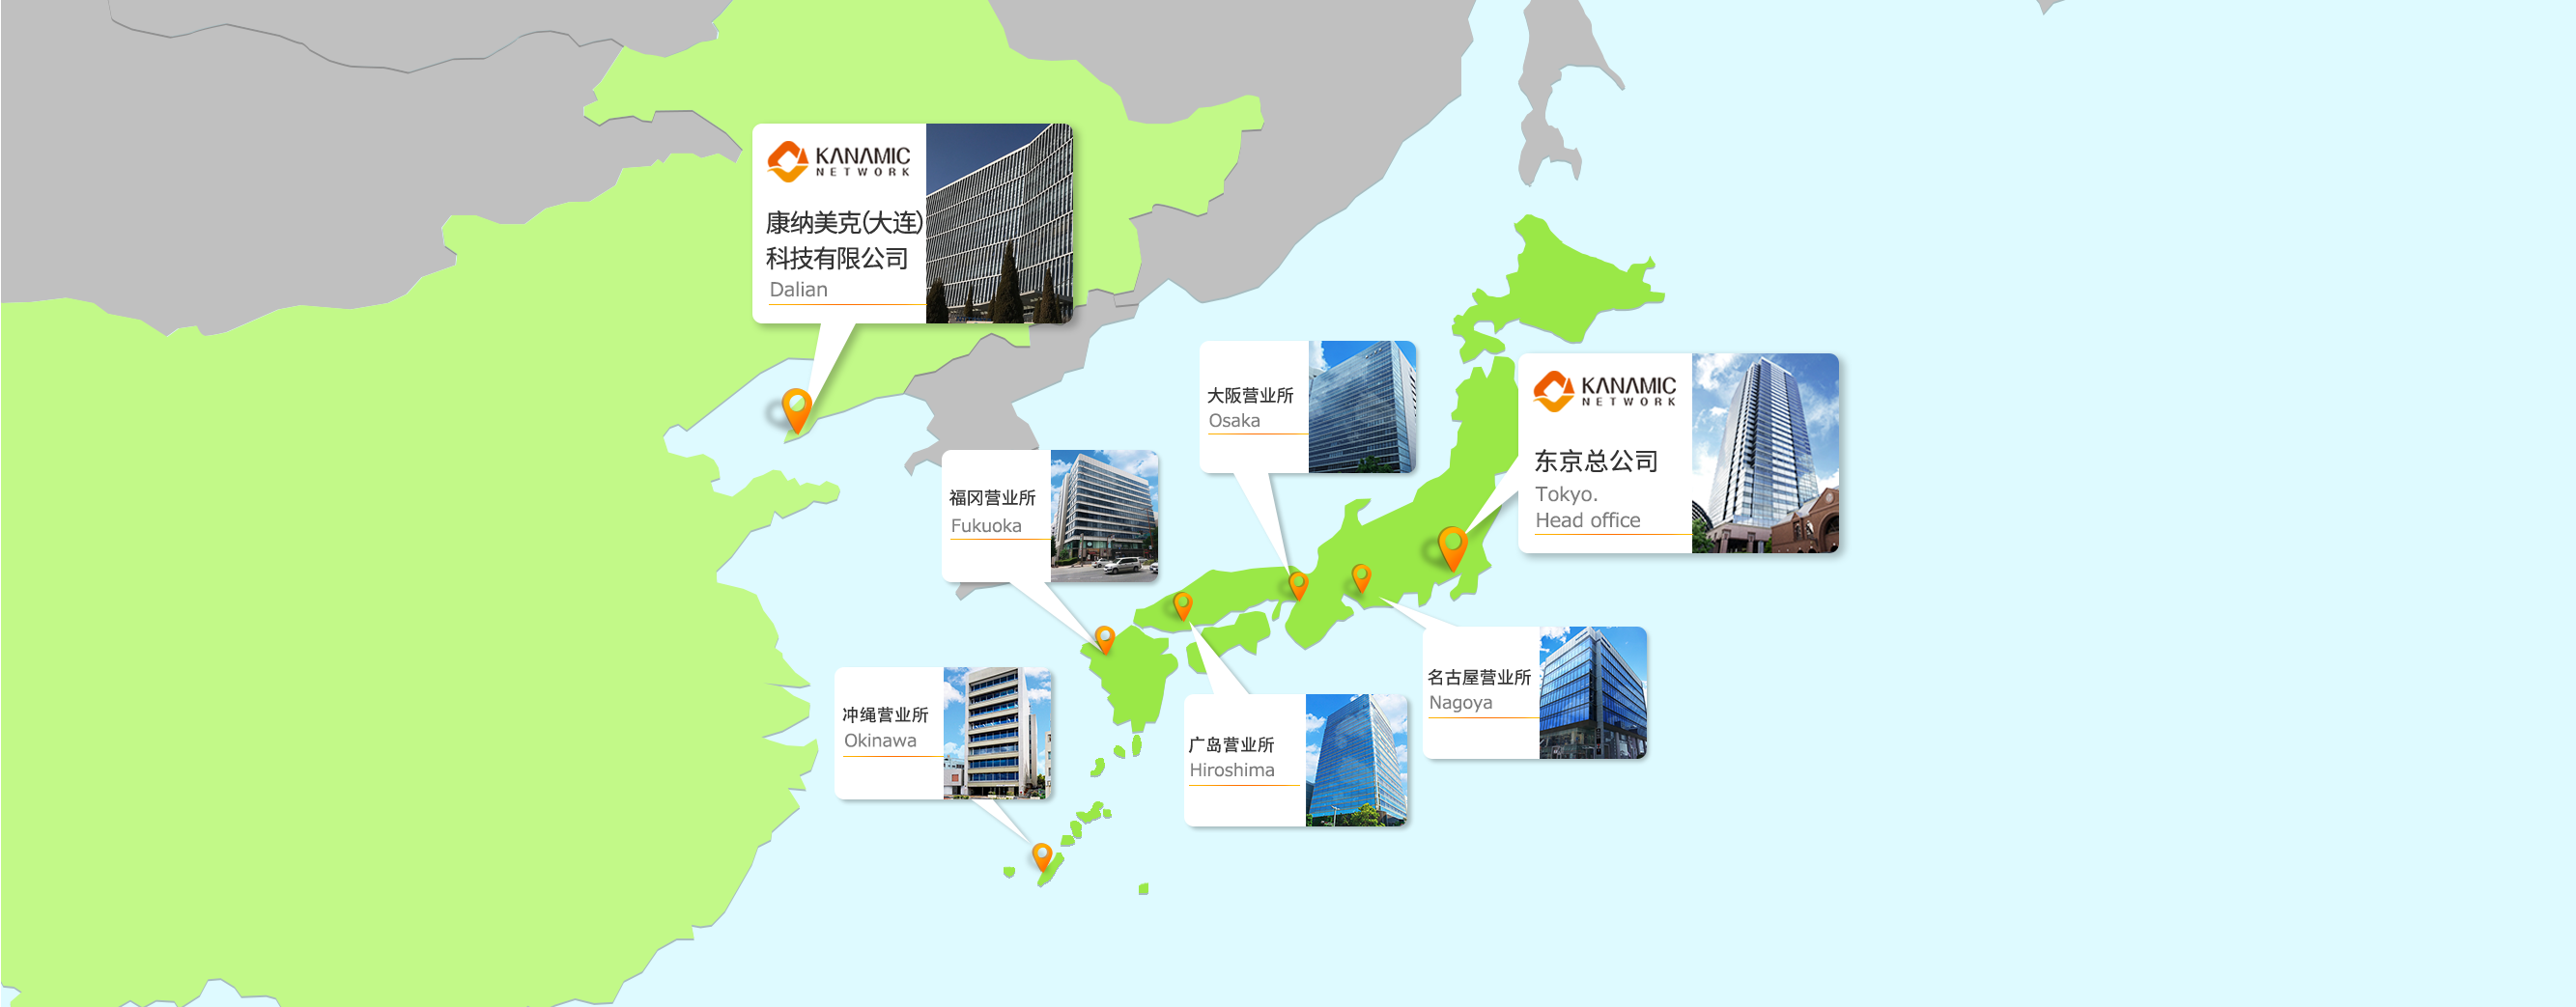 KANAMIC
NETWORK
康纳美克(大连)
科技有限公司
Dalian
大阪营业所
Osaka
KANAMIC
NETWORK
东京总公司
Tokyo.
Head office
福冈营业所
Fukuoka
名古屋营业所
Nagoya
冲绳营业所
Okinawa
广岛营业所
Hiroshima